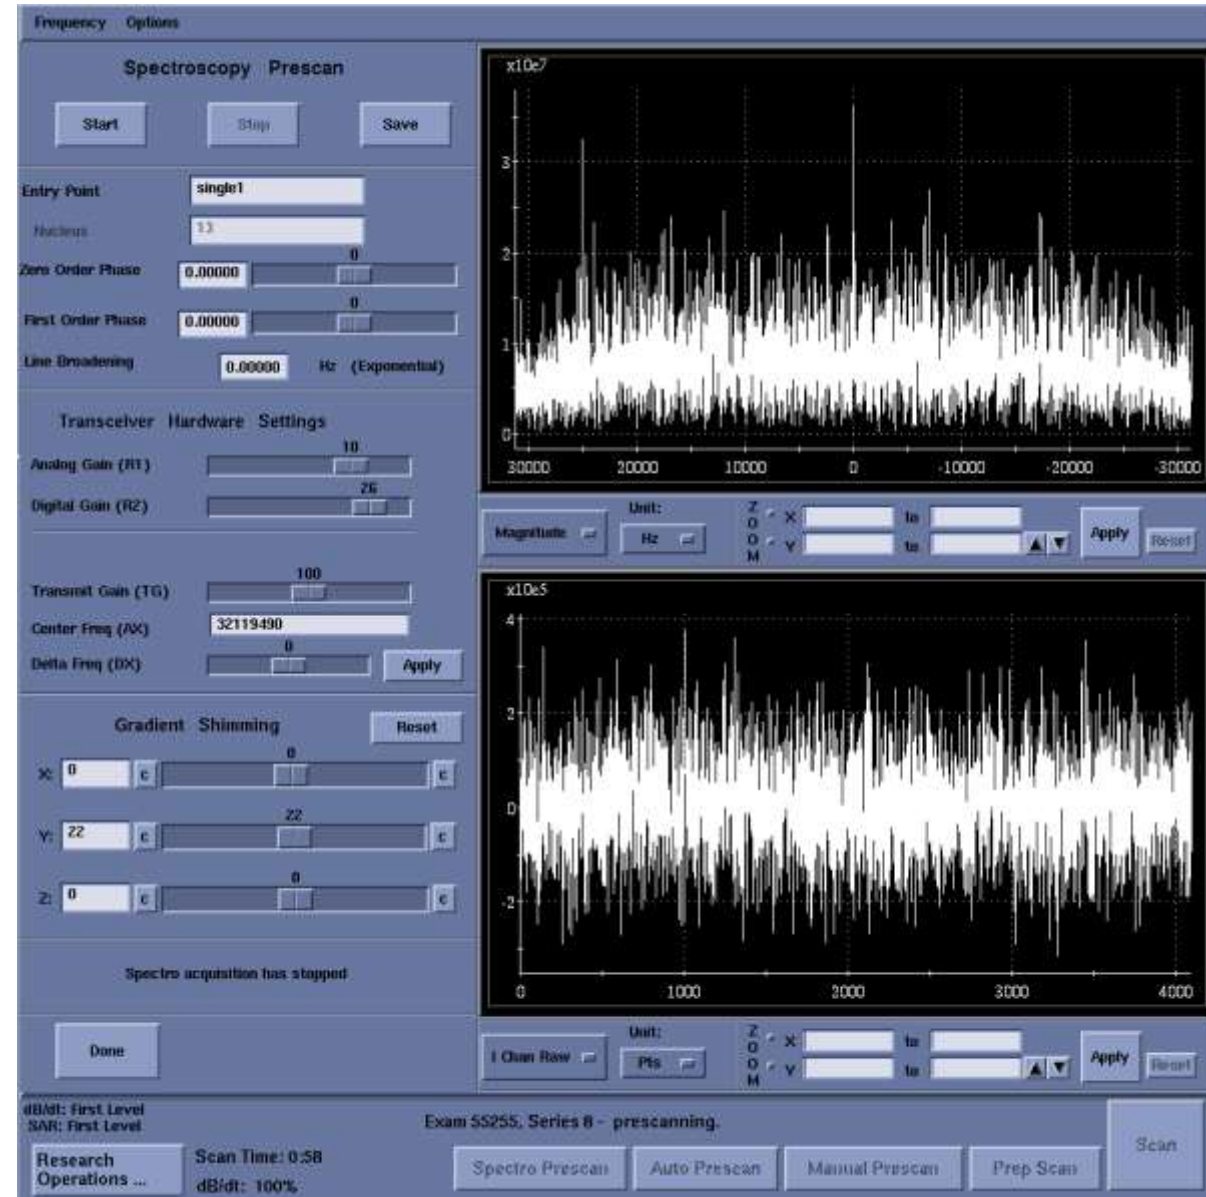 Frequency Options
Spectroscopy Prescan
Start Stop Save
Entry Point single1
Nucleus 13
0
Zero Order Phase 0.00000
0
First Order Phase 0.00000
Line Broadening 0.00000 Hz (Exponential)
Transceiver Hardware Settings
10
Analog Gain (R1)
26
Digital Gain (R2)
100
Transmit Gain (TG)
Center Freq (AX) 32119490
0
Delta Freq (DX) Apply
Gradient Shimming Reset
0
X: 0 c c
22
Y: 22 c c
0
Z: 0 c c
Spectro acquisition has stopped
Done
x10e7
3
2
1
0
30000 20000 10000 0 -10000 -20000 -30000
Magnitude Unit: Hz ZOOM X to Y to Apply Reset
x10e5
4
2
0
-2
0 1000 2000 3000 4000
I Chan Raw Unit: Pts ZOOM X to Y to Apply Reset
dB/dt: First Level
SAR: First Level
Exam 55255, Series 8 - prescanning.
Research
Operations ...
Scan Time: 0:58
dB/dt: 100%
Spectro Prescan Auto Prescan Manual Prescan Prep Scan
Scan